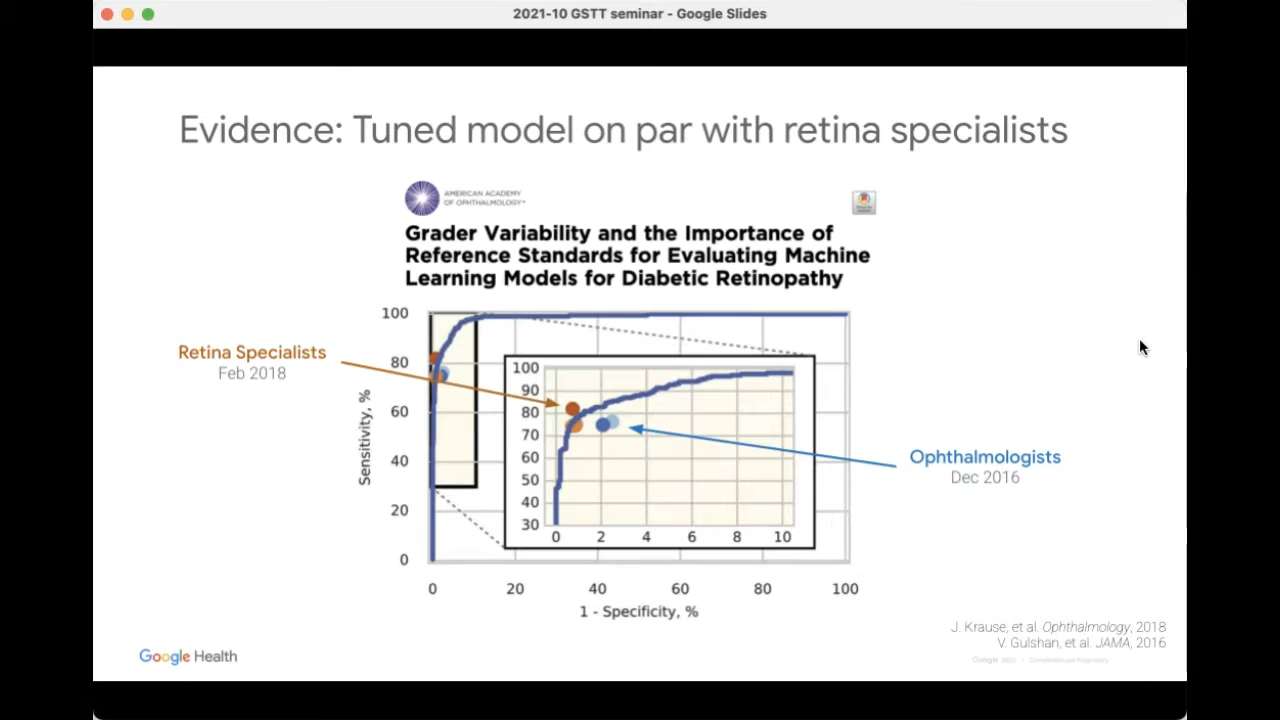 2021-10 GSTT seminar - Google Slides
Evidence: Tuned model on par with retina specialists
AMERICAN ACADEMY
OF OPHTHALMOLOGY®
Grader Variability and the Importance of
Reference Standards for Evaluating Machine
Learning Models for Diabetic Retinopathy
Retina Specialists
Feb 2018
Ophthalmologists
Dec 2016
Sensitivity, %
100
80
60
40
20
0
100
90
80
70
60
50
40
30
0 2 4 6 8 10
0 20 40 60 80 100
1 - Specificity, %
J. Krause, et al. Ophthalmology, 2018
V. Gulshan, et al. JAMA, 2016
Google Health
Google